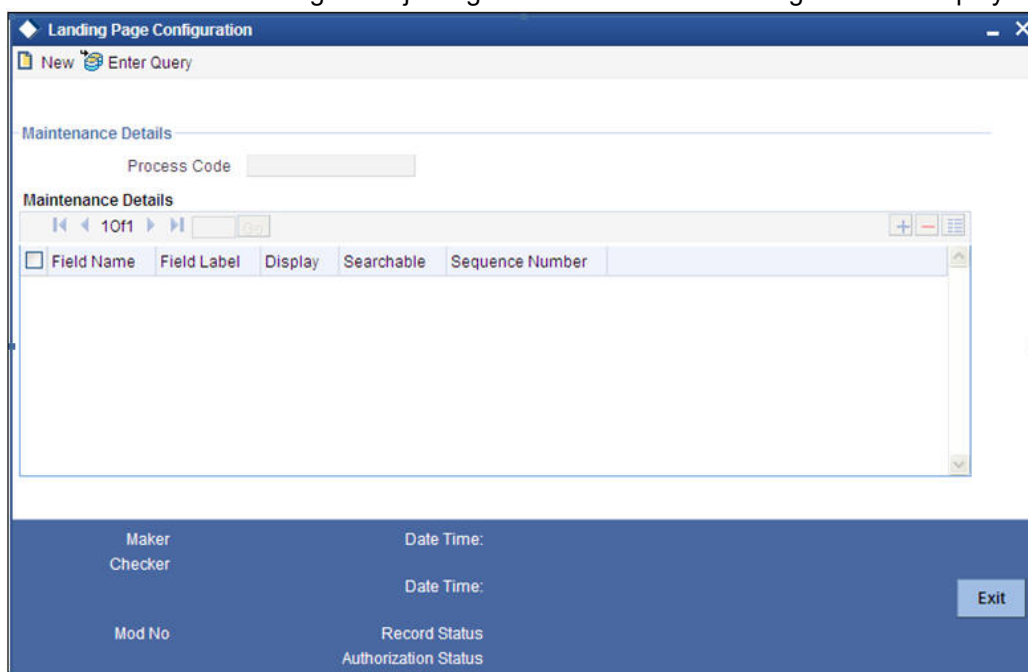 Landing Page Configuration
New Enter Query
Maintenance Details
Process Code
Maintenance Details
1Of1 Go
Field Name Field Label Display Searchable Sequence Number
Maker Date Time:
Checker
Date Time:
Exit
Mod No Record Status
Authorization Status